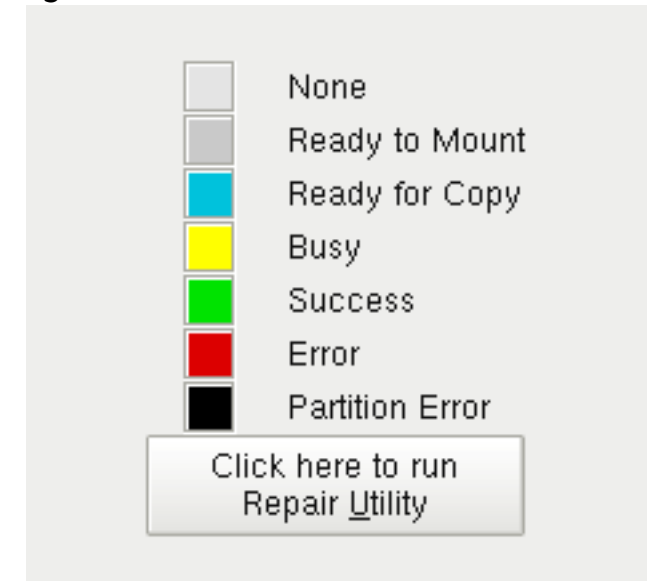 None
Ready to Mount
Ready for Copy
Busy
Success
Error
Partition Error
Click here to run
Repair Utility